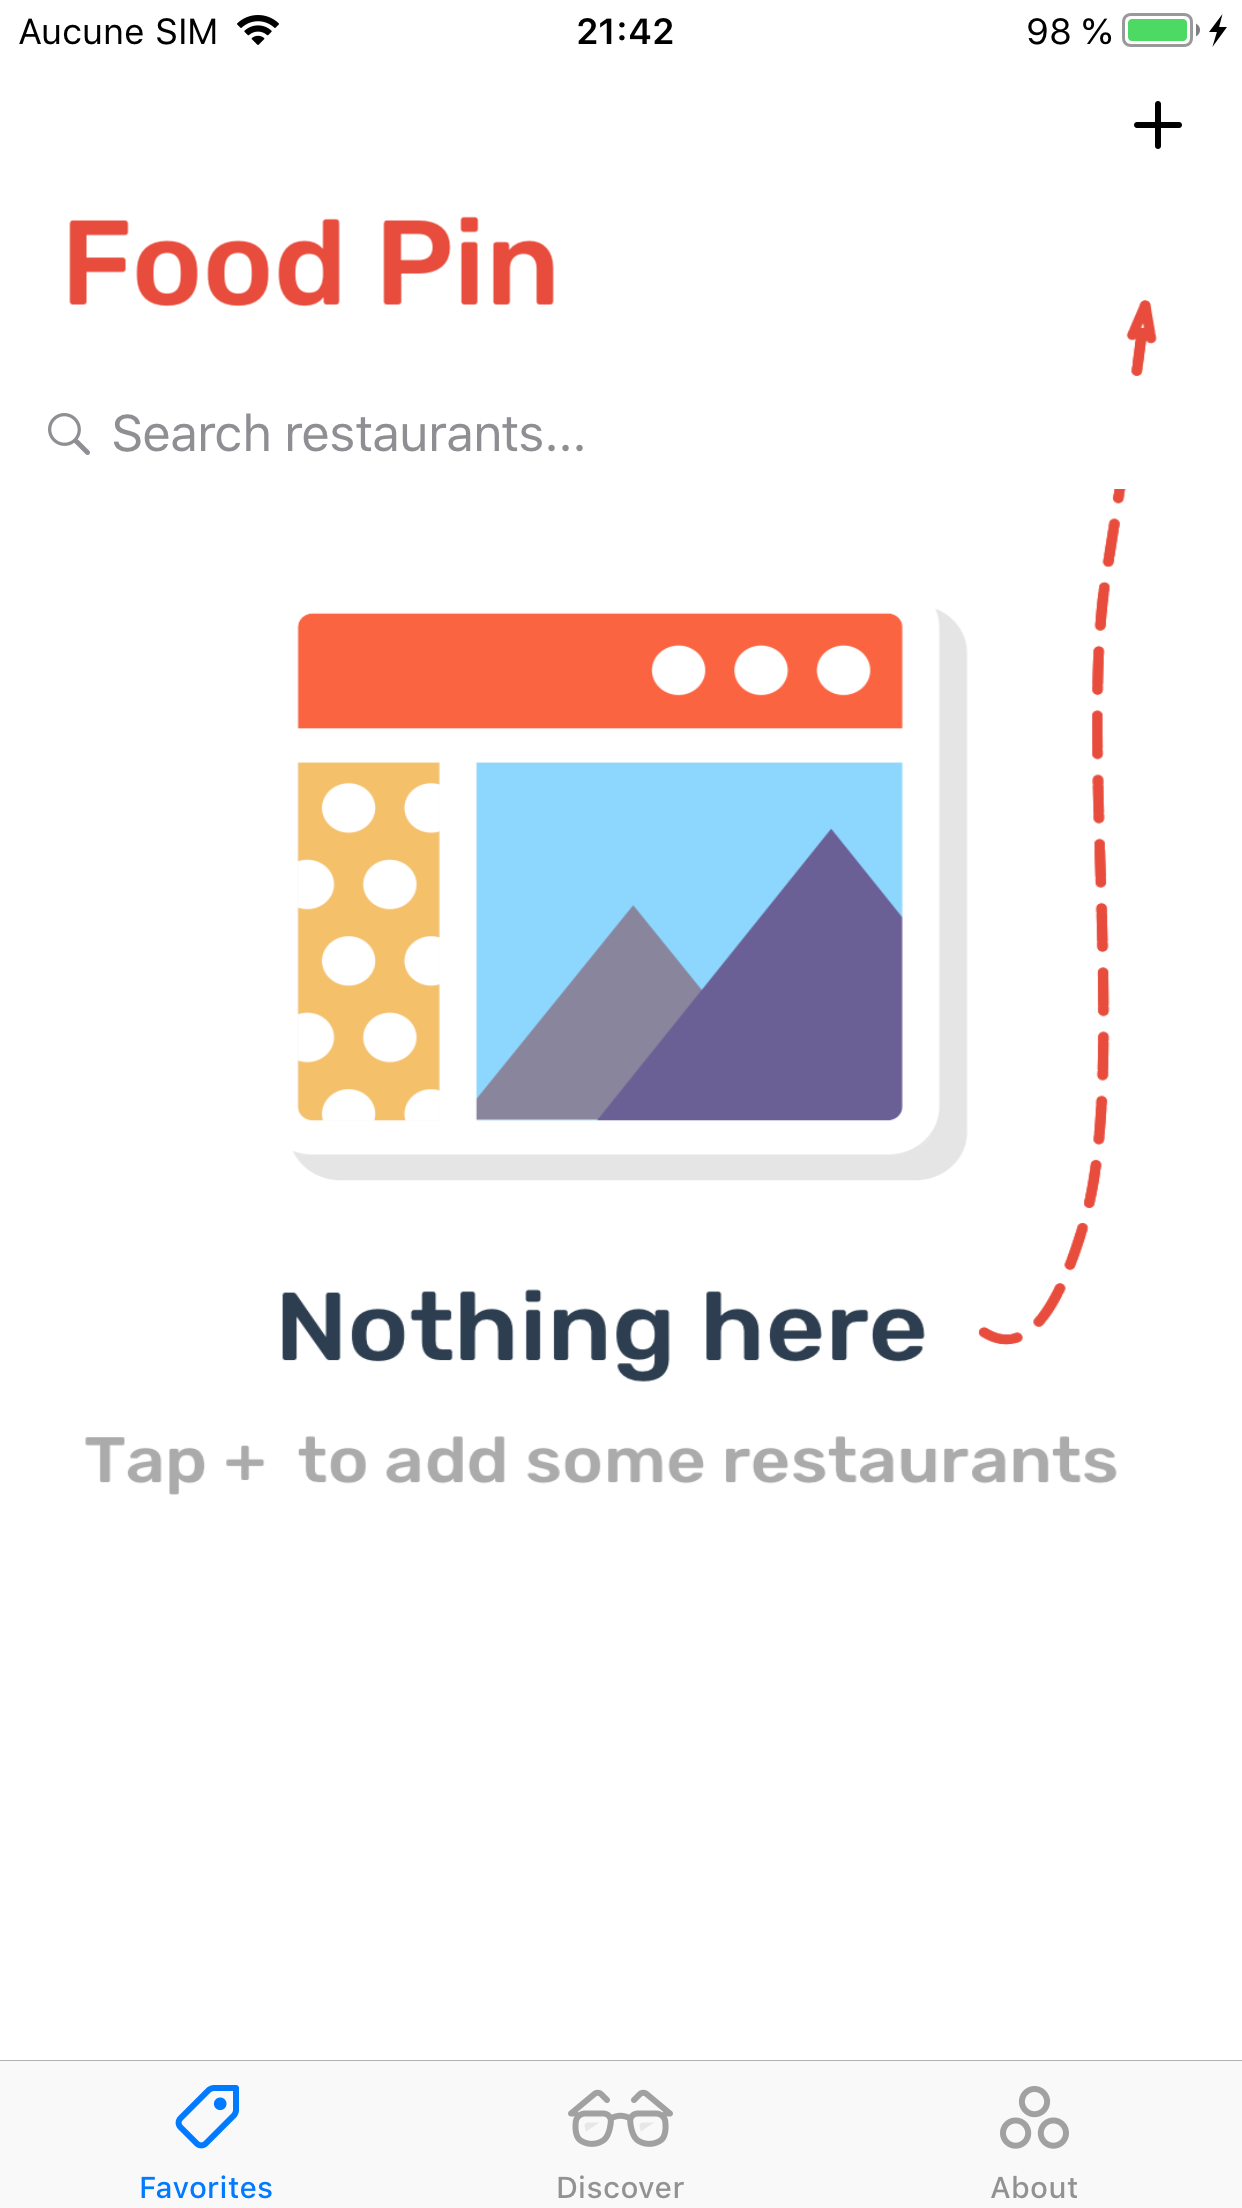 Aucune SIM 21:42 98 %
Food Pin
Search restaurants...
Nothing here
Tap + to add some restaurants
Favorites Discover About